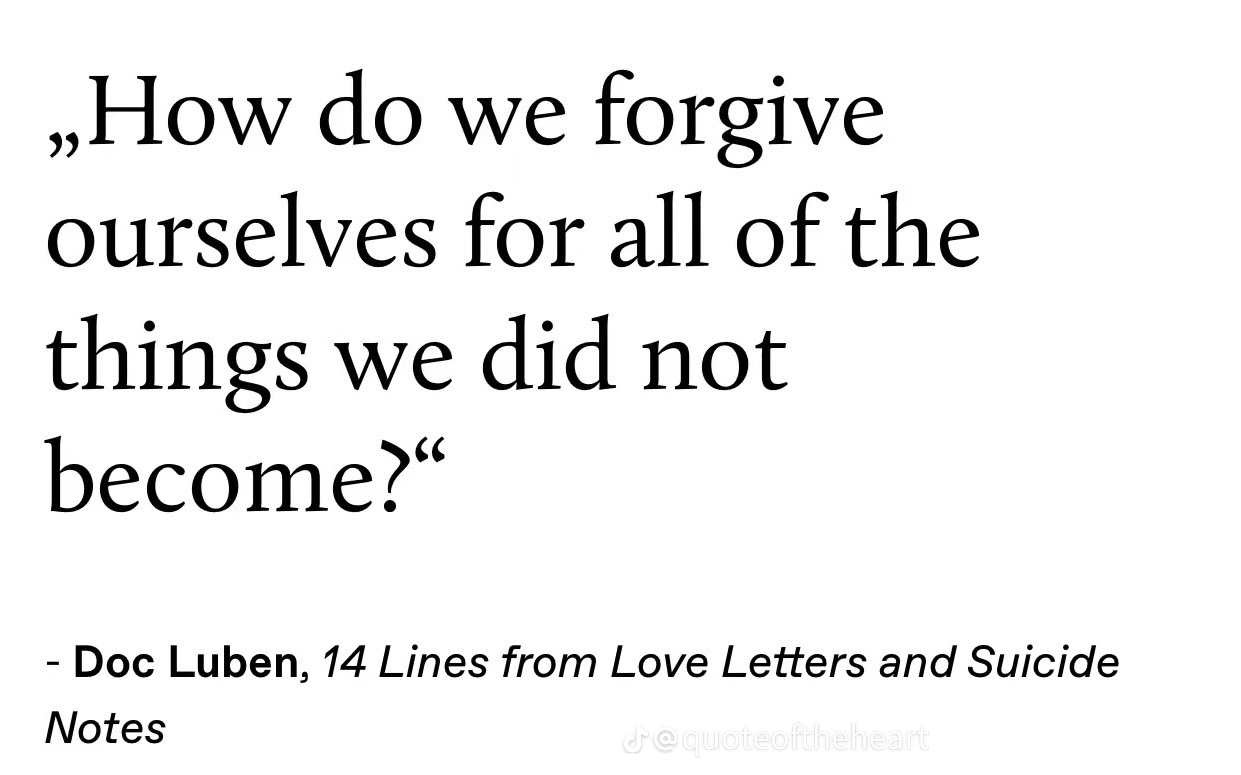 „How do we forgive
ourselves for all of the
things we did not
become?“
- Doc Luben, 14 Lines from Love Letters and Suicide
Notes
@quoteoftheheart